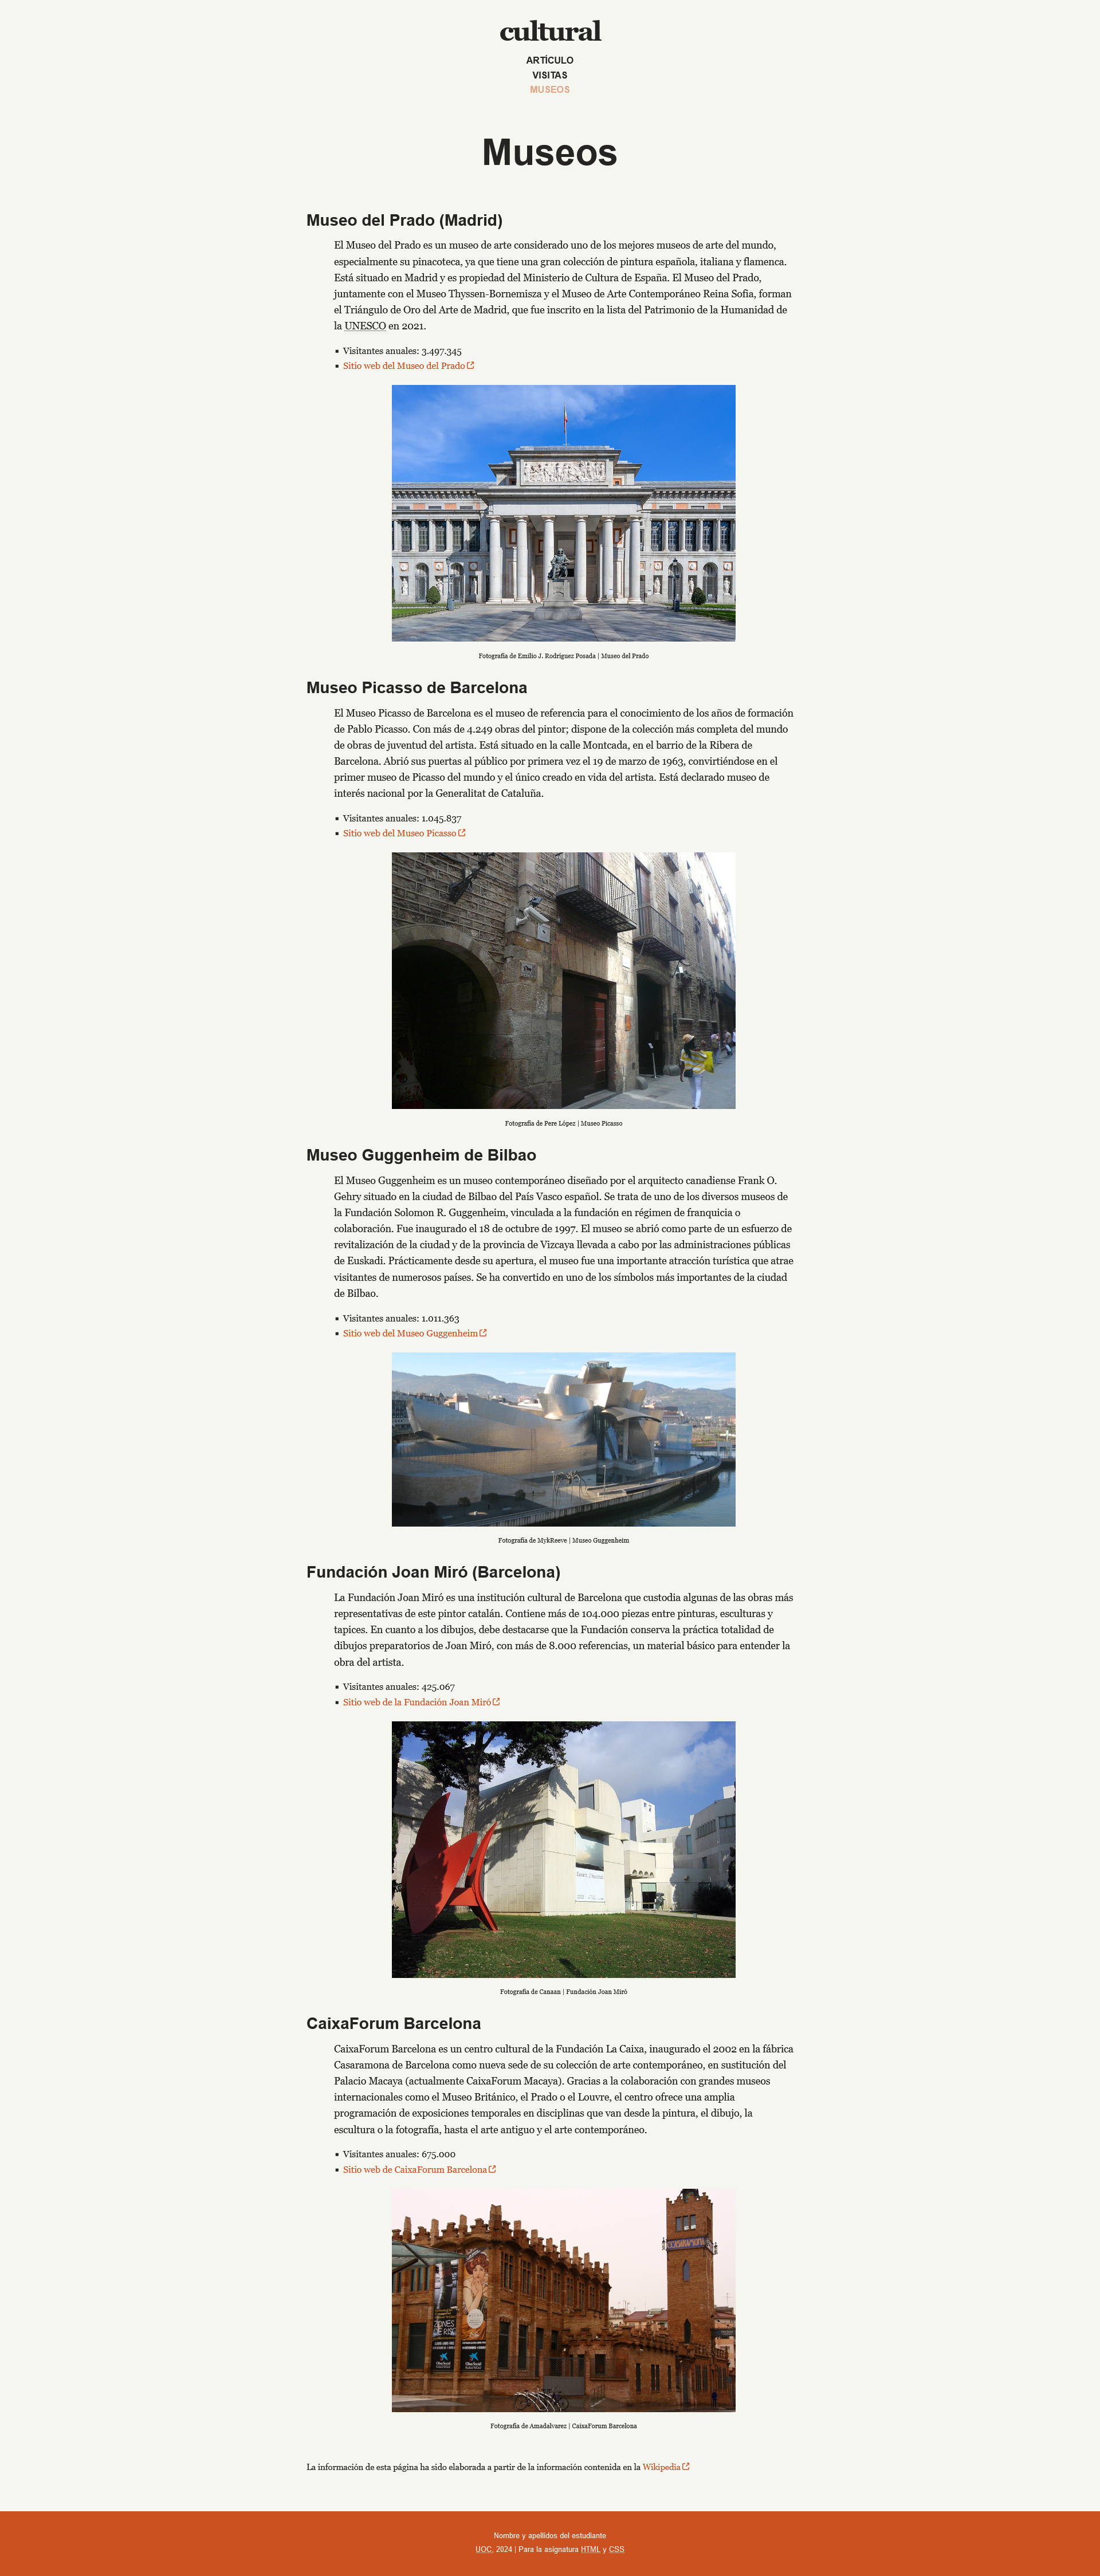 cultural
ARTÍCULO
VISITAS
MUSEOS
Museos
Museo del Prado (Madrid)
El Museo del Prado es un museo de arte considerado uno de los mejores museos de arte del mundo,
especialmente su pinacoteca, ya que tiene una gran colección de pintura española, italiana y flamenca.
Está situado en Madrid y es propiedad del Ministerio de Cultura de España. El Museo del Prado,
juntamente con el Museo Thyssen-Bornemisza y el Museo de Arte Contemporáneo Reina Sofía, forman
el Triángulo de Oro del Arte de Madrid, que fue inscrito en la lista del Patrimonio de la Humanidad de
la UNESCO en 2021.
Visitantes anuales: 3.497.345
Sitio web del Museo del Prado
Fotografía de Emilio J. Rodríguez Posada | Museo del Prado
Museo Picasso de Barcelona
El Museo Picasso de Barcelona es el museo de referencia para el conocimiento de los años de formación
de Pablo Picasso. Con más de 4.249 obras del pintor; dispone de la colección más completa del mundo
de obras de juventud del artista. Está situado en la calle Montcada, en el barrio de la Ribera de
Barcelona. Abrió sus puertas al público por primera vez el 19 de marzo de 1963, convirtiéndose en el
primer museo de Picasso del mundo y el único creado en vida del artista. Está declarado museo de
interés nacional por la Generalitat de Cataluña.
Visitantes anuales: 1.045.837
Sitio web del Museo Picasso
Fotografía de Pere López | Museo Picasso
Museo Guggenheim de Bilbao
El Museo Guggenheim es un museo contemporáneo diseñado por el arquitecto canadiense Frank O.
Gehry situado en la ciudad de Bilbao del País Vasco español. Se trata de uno de los diversos museos de
la Fundación Solomon R. Guggenheim, vinculada a la fundación en régimen de franquicia o
colaboración. Fue inaugurado el 18 de octubre de 1997. El museo se abrió como parte de un esfuerzo de
revitalización de la ciudad y de la provincia de Vizcaya llevada a cabo por las administraciones públicas
de Euskadi. Prácticamente desde su apertura, el museo fue una importante atracción turística que atrae
visitantes de numerosos países. Se ha convertido en uno de los símbolos más importantes de la ciudad
de Bilbao.
Visitantes anuales: 1.011.363
Sitio web del Museo Guggenheim
Fotografía de MykReeve | Museo Guggenheim
Fundación Joan Miró (Barcelona)
La Fundación Joan Miró es una institución cultural de Barcelona que custodia algunas de las obras más
representativas de este pintor catalán. Contiene más de 104.000 piezas entre pinturas, esculturas y
tapices. En cuanto a los dibujos, debe destacarse que la Fundación conserva la práctica totalidad de
dibujos preparatorios de Joan Miró, con más de 8.000 referencias, un material básico para entender la
obra del artista.
Visitantes anuales: 425.067
Sitio web de la Fundación Joan Miró
Fotografía de Canaan | Fundación Joan Miró
CaixaForum Barcelona
CaixaForum Barcelona es un centro cultural de la Fundación La Caixa, inaugurado el 2002 en la fábrica
Casaramona de Barcelona como nueva sede de su colección de arte contemporáneo, en sustitución del
Palacio Macaya (actualmente CaixaForum Macaya). Gracias a la colaboración con grandes museos
internacionales como el Museo Británico, el Prado o el Louvre, el centro ofrece una amplia
programación de exposiciones temporales en disciplinas que van desde la pintura, el dibujo, la
escultura o la fotografía, hasta el arte antiguo y el arte contemporáneo.
Visitantes anuales: 675.000
Sitio web de CaixaForum Barcelona
CASARAMONA
ZONES
DE RISC
Fotografía de Amadalvarez | CaixaForum Barcelona
La información de esta página ha sido elaborada a partir de la información contenida en la Wikipedia
Nombre y apellidos del estudiante
UOC, 2024 | Para la asignatura HTML y CSS